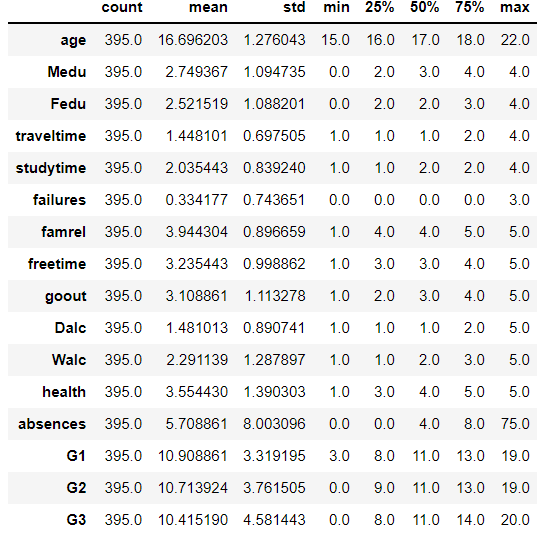 count mean std min 25% 50% 75% max
age 395.0 16.696203 1.276043 15.0 16.0 17.0 18.0 22.0
Medu 395.0 2.749367 1.094735 0.0 2.0 3.0 4.0 4.0
Fedu 395.0 2.521519 1.088201 0.0 2.0 2.0 3.0 4.0
traveltime 395.0 1.448101 0.697505 1.0 1.0 1.0 2.0 4.0
studytime 395.0 2.035443 0.839240 1.0 1.0 2.0 2.0 4.0
failures 395.0 0.334177 0.743651 0.0 0.0 0.0 0.0 3.0
famrel 395.0 3.944304 0.896659 1.0 4.0 4.0 5.0 5.0
freetime 395.0 3.235443 0.998862 1.0 3.0 3.0 4.0 5.0
goout 395.0 3.108861 1.113278 1.0 2.0 3.0 4.0 5.0
Dalc 395.0 1.481013 0.890741 1.0 1.0 1.0 2.0 5.0
Walc 395.0 2.291139 1.287897 1.0 1.0 2.0 3.0 5.0
health 395.0 3.554430 1.390303 1.0 3.0 4.0 5.0 5.0
absences 395.0 5.708861 8.003096 0.0 0.0 4.0 8.0 75.0
G1 395.0 10.908861 3.319195 3.0 8.0 11.0 13.0 19.0
G2 395.0 10.713924 3.761505 0.0 9.0 11.0 13.0 19.0
G3 395.0 10.415190 4.581443 0.0 8.0 11.0 14.0 20.0